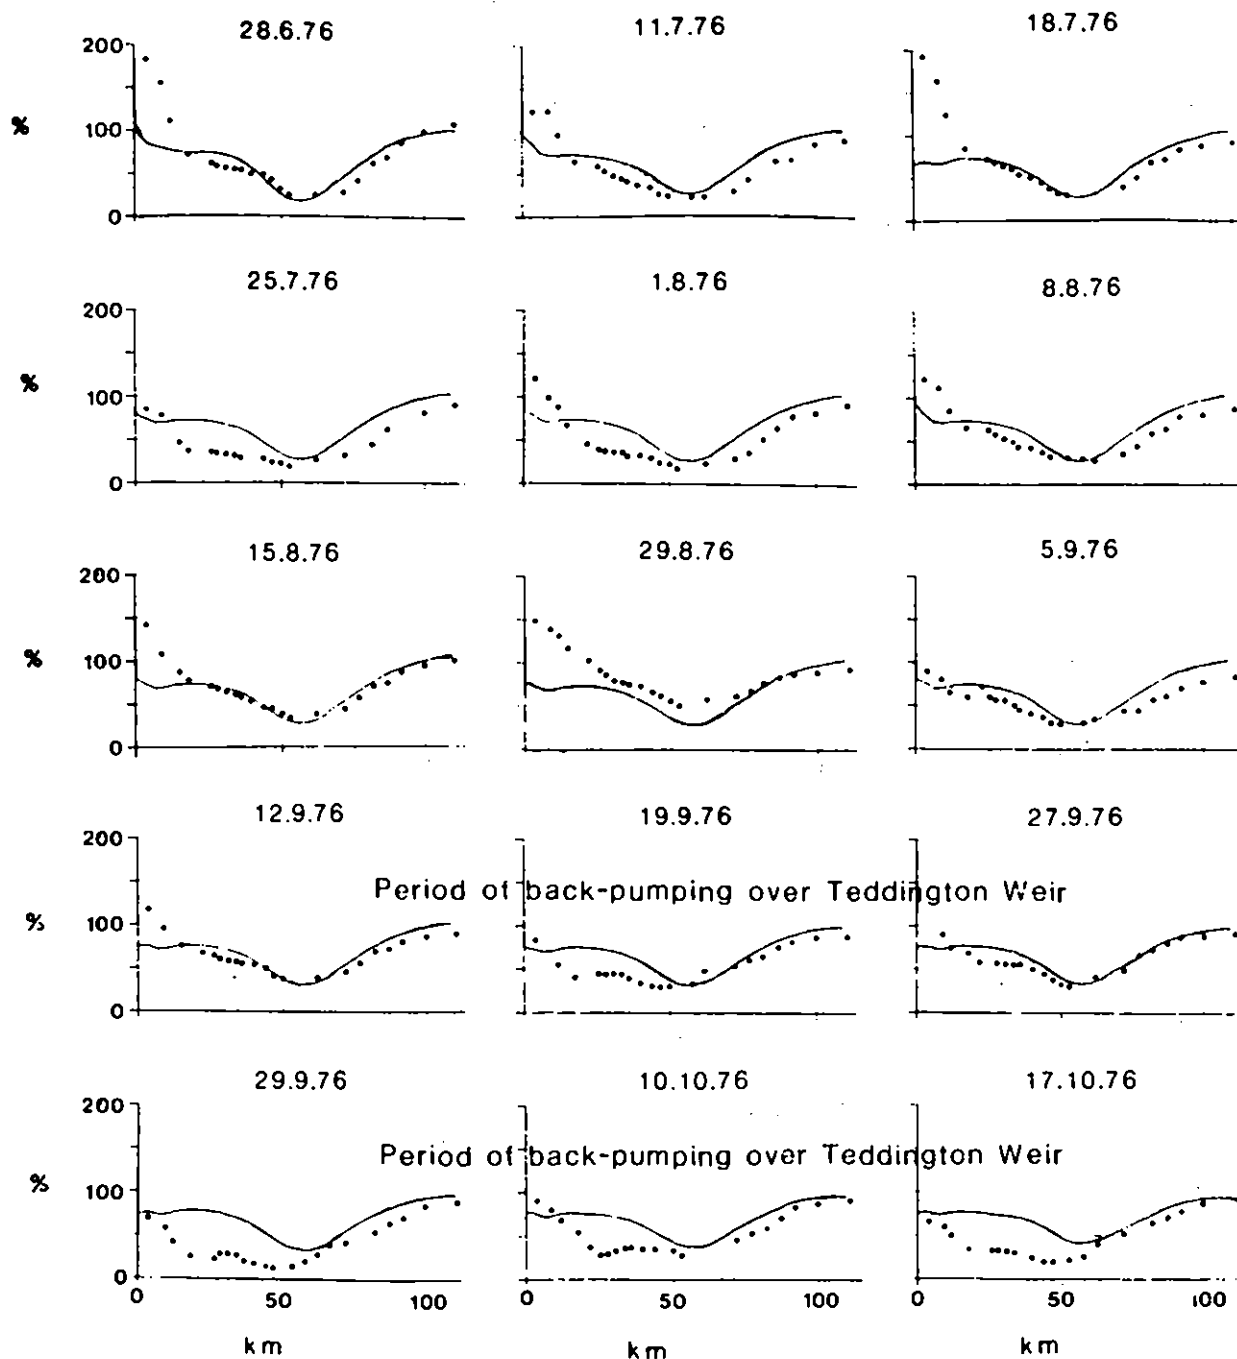 28.6.76 11.7.76 18.7.76
200
%
100
0
25.7.76 1.8.76 8.8.76
200
%
100
0
15.8.76 29.8.76 5.9.76
200
%
100
0
12.9.76 19.9.76 27.9.76
200
Period of back-pumping over Teddington Weir
%
100
0
29.9.76 10.10.76 17.10.76
200
Period of back-pumping over Teddington Weir
%
100
0
0 50 100 0 50 100 0 50 100
km km km